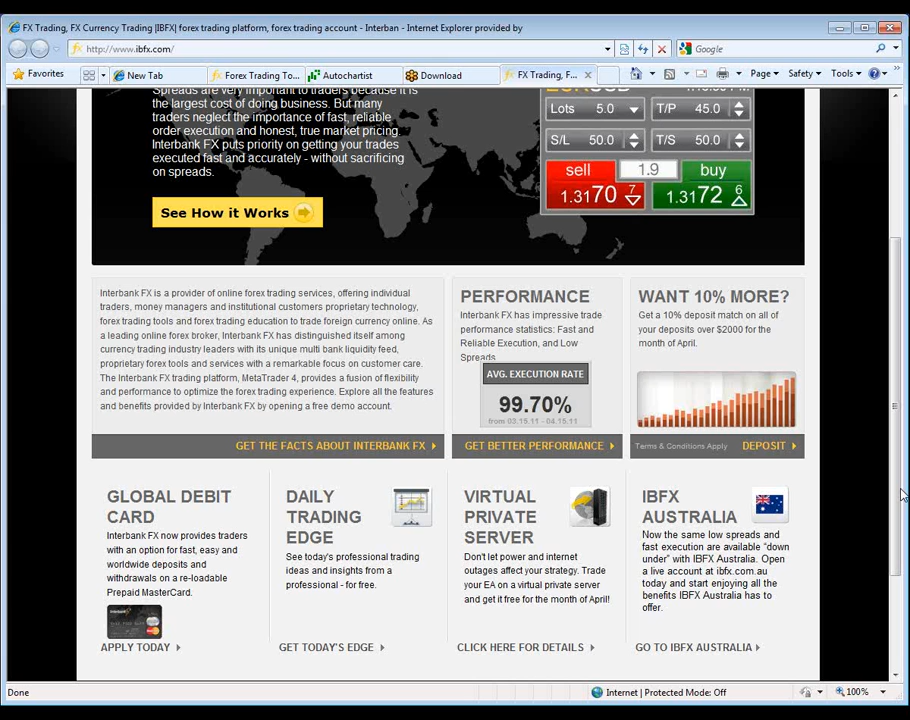 FX Trading, FX Currency Trading |IBFX| forex trading platform, forex trading account - Interban - Internet Explorer provided by
http://www.ibfx.com/
Google
Favorites
New Tab
Forex Trading To...
Autochartist
Download
FX Trading, F...
Page
Safety
Tools
Spreads are very important to traders because it is
the largest cost of doing business. But many
traders neglect the importance of fast, reliable
order execution and honest, true market pricing.
Interbank FX puts priority on getting your trades
executed fast and accurately - without sacrificing
on spreads.
See How it Works
Lots 5.0
T/P 45.0
S/L 50.0
T/S 50.0
sell
1.9
buy
1.3170 7
1.3172 6
Interbank FX is a provider of online forex trading services, offering individual
traders, money managers and institutional customers proprietary technology,
forex trading tools and forex trading education to trade foreign currency online. As
a leading online forex broker, Interbank FX has distinguished itself among
currency trading industry leaders with its unique multi bank liquidity feed,
proprietary forex tools and services with a remarkable focus on customer care.
The Interbank FX trading platform, MetaTrader 4, provides a fusion of flexibility
and performance to optimize the forex trading experience. Explore all the features
and benefits provided by Interbank FX by opening a free demo account.
GET THE FACTS ABOUT INTERBANK FX
PERFORMANCE
Interbank FX has impressive trade
performance statistics: Fast and
Reliable Execution, and Low
Spreads
AVG. EXECUTION RATE
99.70%
from 03.15.11 - 04.15.11
GET BETTER PERFORMANCE
WANT 10% MORE?
Get a 10% deposit match on all of
your deposits over $2000 for the
month of April.
Terms & Conditions Apply
DEPOSIT
GLOBAL DEBIT
CARD
Interbank FX now provides traders
with an option for fast, easy and
worldwide deposits and
withdrawals on a re-loadable
Prepaid MasterCard.
APPLY TODAY
DAILY
TRADING
EDGE
See today's professional trading
ideas and insights from a
professional - for free.
GET TODAY'S EDGE
VIRTUAL
PRIVATE
SERVER
Don't let power and internet
outages affect your strategy. Trade
your EA on a virtual private server
and get it free for the month of April!
CLICK HERE FOR DETAILS
IBFX
AUSTRALIA
Now the same low spreads and
fast execution are available "down
under" with IBFX Australia. Open
a live account at ibfx.com.au
today and start enjoying all the
benefits IBFX Australia has to
offer.
GO TO IBFX AUSTRALIA
Done
Internet | Protected Mode: Off
100%